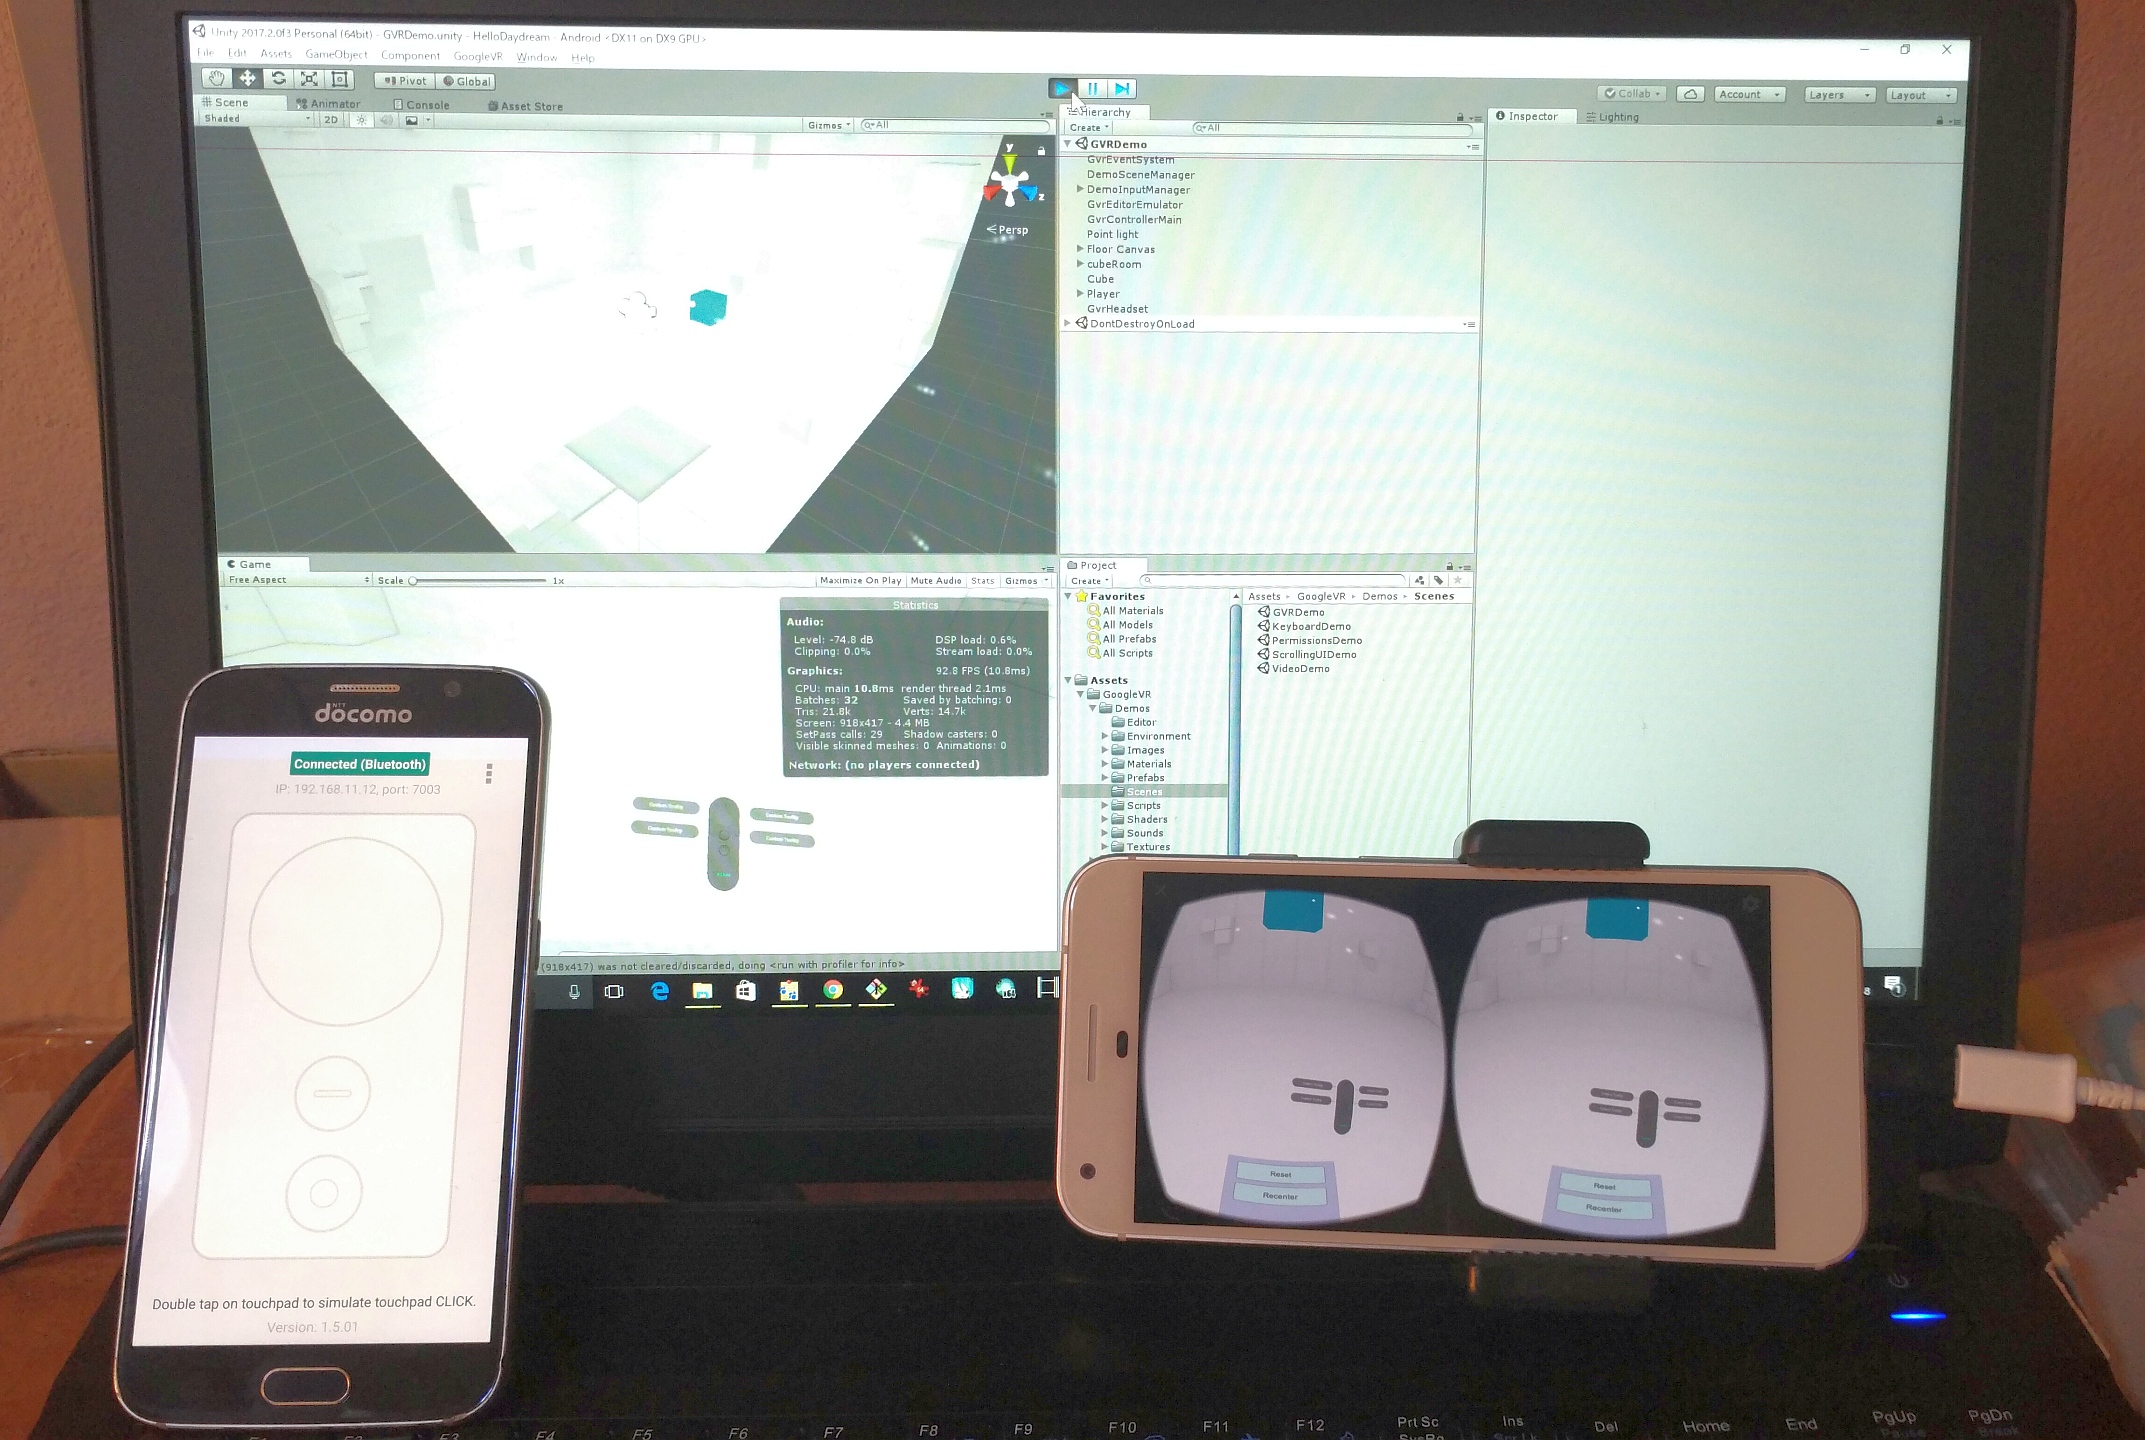 Unity 2017.2.0f3 Personal (64bit) - GVRDemo.unity - HelloDaydream - Android <DX11 on DX9 GPU>
File Edit Assets GameObject Component GoogleVR Window Help
Pivot Global
Collab Account Layers Layout
Scene Animator Console Asset Store
Shaded 2D Gizmos All
y
z
Persp
Hierarchy
Create All
GVRDemo
GvrEventSystem
DemoSceneManager
DemoInputManager
GvrEditorEmulator
GvrControllerMain
Point light
Floor Canvas
cubeRoom
Cube
Player
GvrHeadset
DontDestroyOnLoad
Inspector Lighting
Game
Free Aspect Scale 1x Maximize On Play Mute Audio Stats Gizmos
Statistics
Audio:
Level: -74.8 dB DSP load: 0.6%
Clipping: 0.0% Stream load: 0.0%
Graphics: 92.8 FPS (10.8ms)
CPU: main 10.8ms render thread 2.1ms
Batches: 32 Saved by batching: 0
Tris: 21.8k Verts: 14.7k
Screen: 918x417 - 4.4 MB
SetPass calls: 29 Shadow casters: 0
Visible skinned meshes: 0 Animations: 0
Network: (no players connected)
(918x417) was not cleared/discarded, doing <run with profiler for info>
Project
Create
Favorites
All Materials
All Models
All Prefabs
All Scripts
Assets
GoogleVR
Demos
Editor
Environment
Images
Materials
Prefabs
Scenes
Scripts
Shaders
Sounds
Textures
Assets GoogleVR Demos Scenes
GVRDemo
KeyboardDemo
PermissionsDemo
ScrollingUIDemo
VideoDemo
NTT
docomo
Connected (Bluetooth)
IP: 192.168.11.12, port: 7003
Double tap on touchpad to simulate touchpad CLICK.
Version: 1.5.01
Reset
Recenter
Reset
Recenter
F3 F4 F5 F6 F7 F8 F9 F10 F11 F12 Prt Sc Ins Del Home End PgUp PgDn
Pause Break